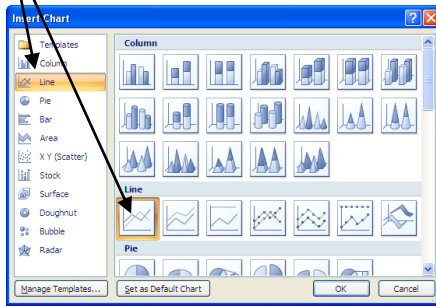 Insert Chart
Templates
Column
Line
Pie
Bar
Area
X Y (Scatter)
Stock
Surface
Doughnut
Bubble
Radar
Column
Line
Pie
Manage Templates...
Set as Default Chart
OK
Cancel